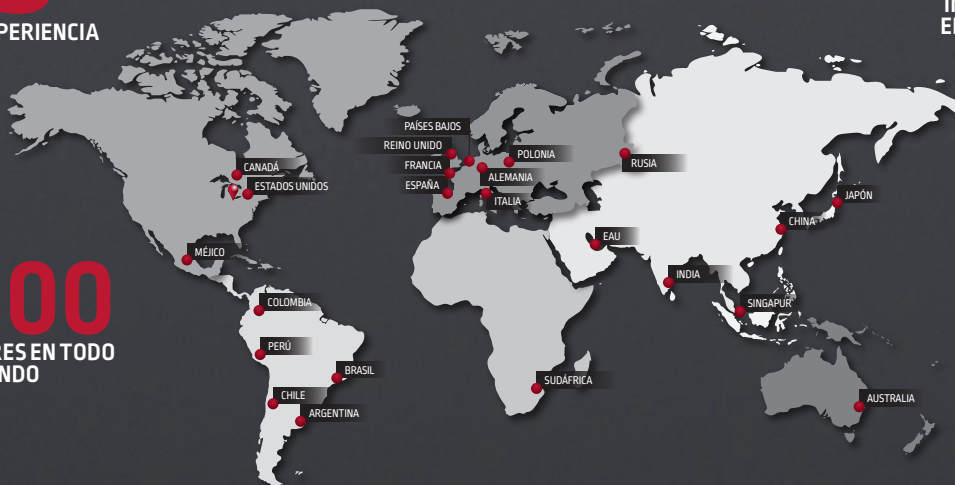 PERIENCIA
PAÍSES BAJOS
REINO UNIDO
POLONIA
FRANCIA
RUSIA
CANADÁ
ALEMANIA
ESPAÑA
ESTADOS UNIDOS
ITALIA
JAPÓN
CHINA
EAU
MÉJICO
INDIA
COLOMBIA
SINGAPUR
00
RES EN TODO
NDO
PERÚ
BRASIL
SUDÁFRICA
CHILE
AUSTRALIA
ARGENTINA